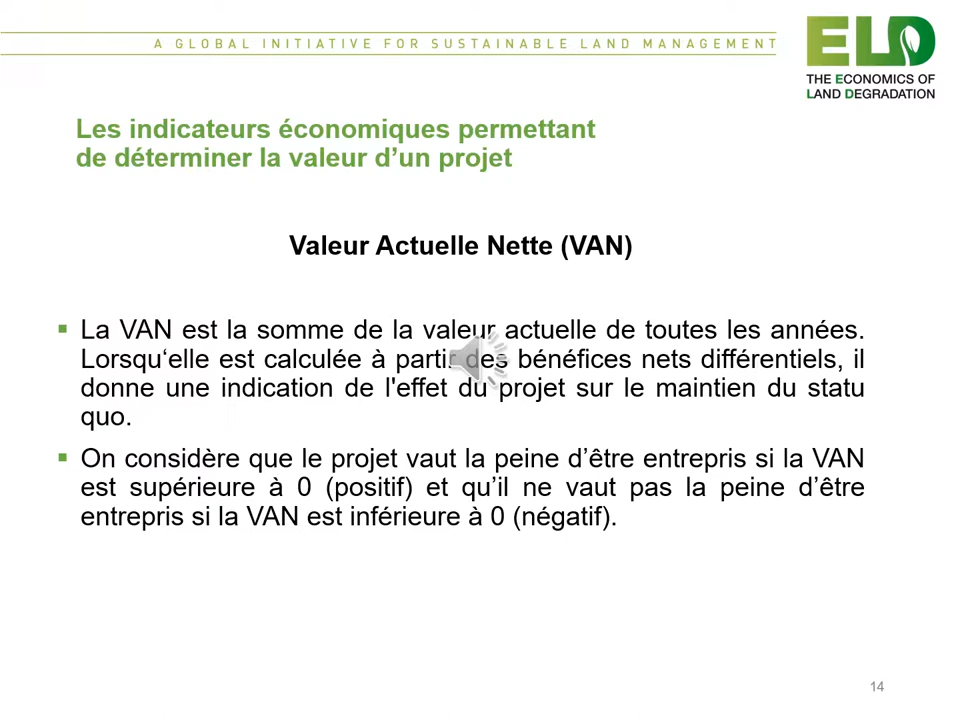 A GLOBAL INITIATIVE FOR SUSTAINABLE LAND MANAGEMENT
ELD
THE ECONOMICS OF
LAND DEGRADATION
Les indicateurs économiques permettant
de déterminer la valeur d’un projet
Valeur Actuelle Nette (VAN)
▪ La VAN est la somme de la valeur actuelle de toutes les années.
Lorsqu‘elle est calculée à partir des bénéfices nets différentiels, il
donne une indication de l'effet du projet sur le maintien du statu
quo.
▪ On considère que le projet vaut la peine d’être entrepris si la VAN
est supérieure à 0 (positif) et qu’il ne vaut pas la peine d’être
entrepris si la VAN est inférieure à 0 (négatif).
14